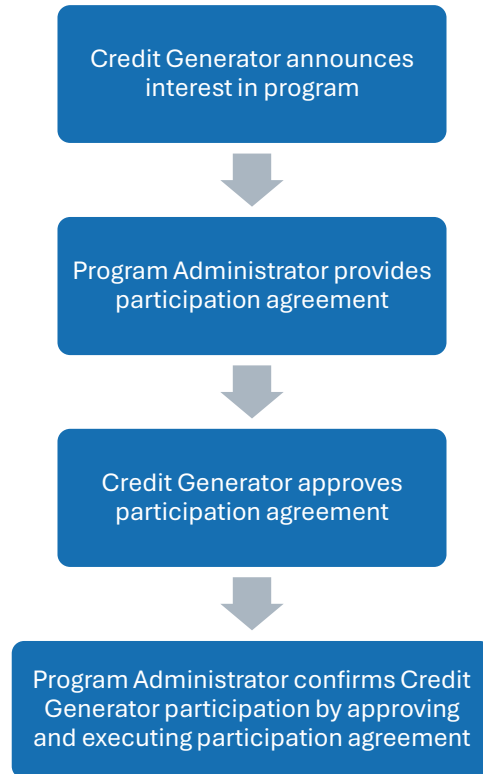 Credit Generator announces
interest in program
Program Administrator provides
participation agreement
Credit Generator approves
participation agreement
Program Administrator confirms Credit
Generator participation by approving
and executing participation agreement